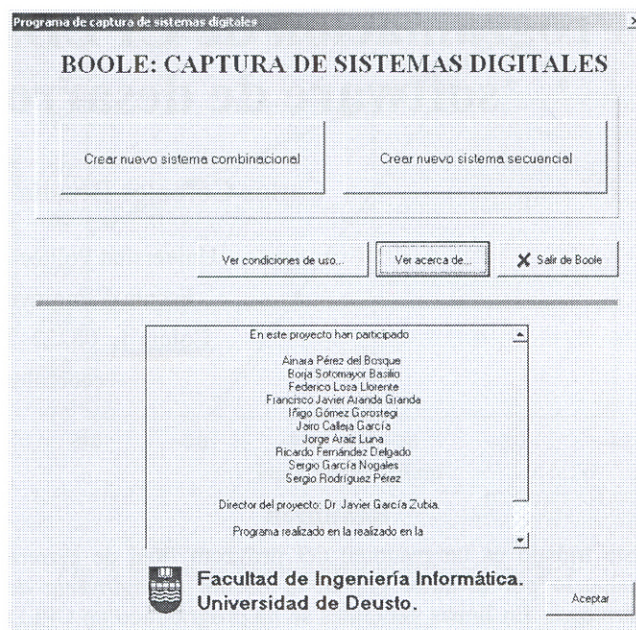 Programa de captura de sistemas digitales
BOOLE: CAPTURA DE SISTEMAS DIGITALES
Crear nuevo sistema combinacional
Crear nuevo sistema secuencial
Ver condiciones de uso...
Ver acerca de...
Salir de Boole
En este proyecto han participado
Ainara Pérez del Bosque
Borja Sotomayor Basilio
Federico Losa Llorente
Francisco Javier Aranda Granda
Iñigo Gómez Gorostegi
Jairo Calleja García
Jorge Araiz Luna
Ricardo Fernández Delgado
Sergio García Nogales
Sergio Rodríguez Pérez
Director del proyecto: Dr. Javier García Zubia.
Programa realizado en la realizado en la
Facultad de Ingeniería Informática.
Universidad de Deusto.
Aceptar